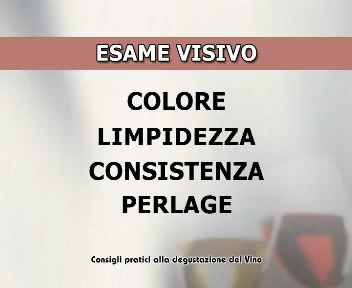 ESAME VISIVO
COLORE
LIMPIDEZZA
CONSISTENZA
PERLAGE
Consigli pratici alla degustazione del Vino